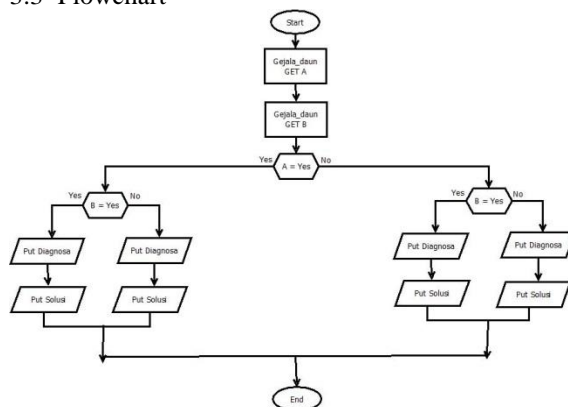 3.3 Flowchart
Start
Gejala_daun
GET A
Gejala_daun
GET B
Yes
A = Yes
No
Yes
B = Yes
No
Yes
B = Yes
No
Put Diagnosa
Put Diagnosa
Put Diagnosa
Put Diagnosa
Put Solusi
Put Solusi
Put Solusi
Put Solusi
End